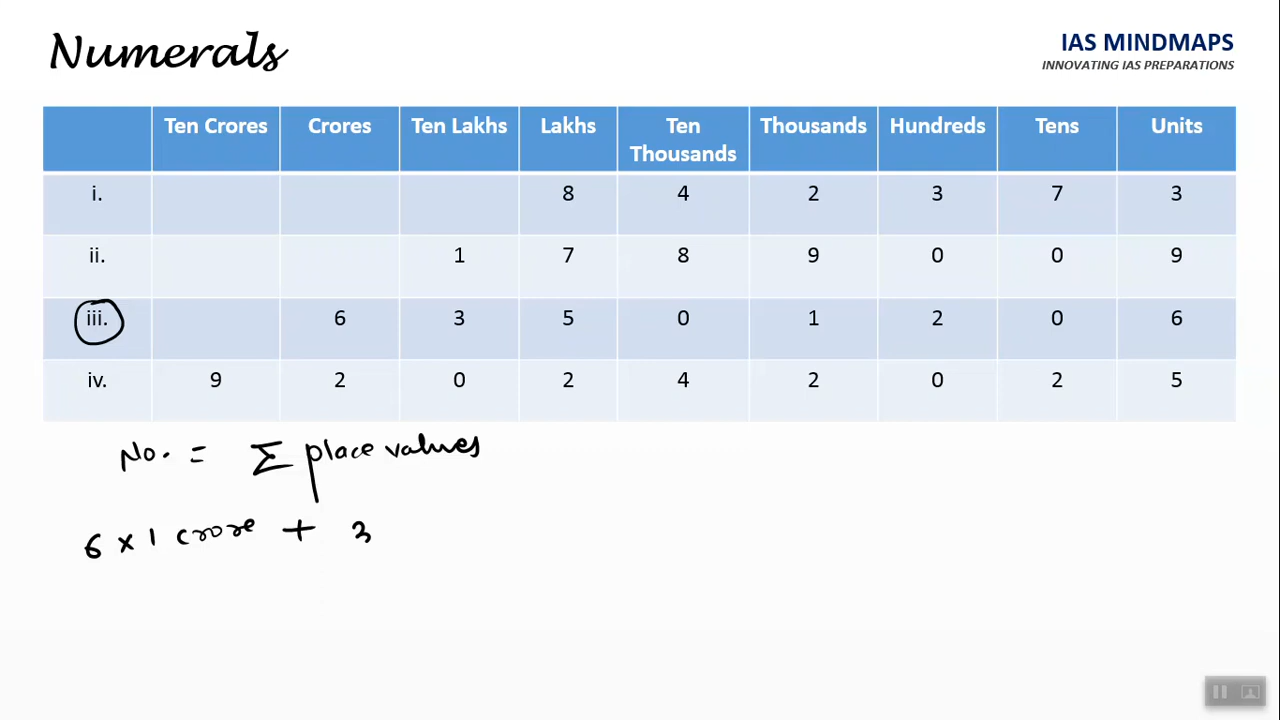 Numerals
IAS MINDMAPS
INNOVATING IAS PREPARATIONS
Ten Crores Crores Ten Lakhs Lakhs Ten Thousands Thousands Hundreds Tens Units
i. 8 4 2 3 7 3
ii. 1 7 8 9 0 0 9
iii. 6 3 5 0 1 2 0 6
iv. 9 2 0 2 4 2 0 2 5
No. = Σ place values
6 × 1 crore + 3